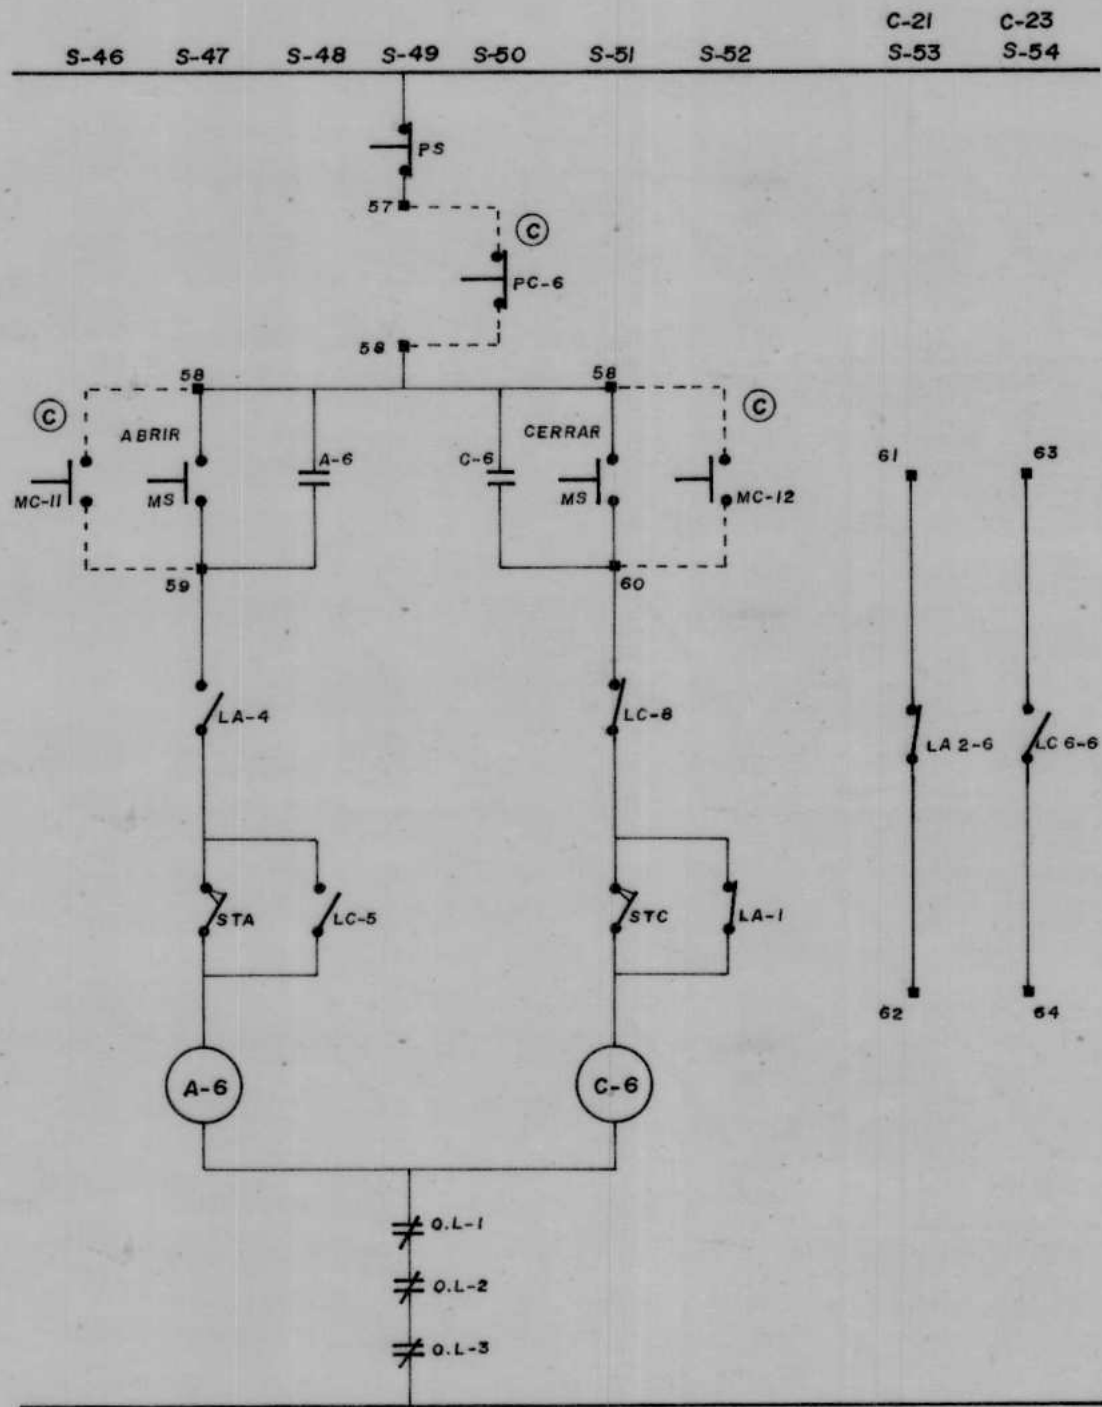 C-21 C-23
S-46 S-47 S-48 S-49 S-50 S-51 S-52 S-53 S-54
PS
57
C
PC-6
58
58 58
C C
ABRIR CERRAR
A-6 C-6
MC-11 MS MS MC-12
61 63
59 60
LA-4 LC-8
LA 2-6 LC 6-6
STA LC-5 STC LA-1
62 64
A-6 C-6
O.L-1
O.L-2
O.L-3